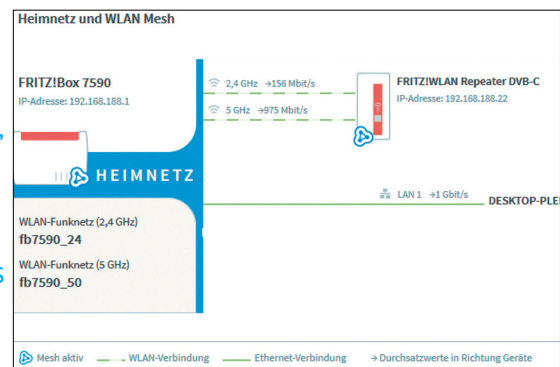 Heimnetz und WLAN Mesh
FRITZ!Box 7590
IP-Adresse: 192.168.188.1
2,4 GHz →156 Mbit/s
5 GHz →975 Mbit/s
FRITZ!WLAN Repeater DVB-C
IP-Adresse: 192.168.188.22
HEIMNETZ
LAN 1 →1 Gbit/s
DESKTOP-PLE
WLAN-Funknetz (2,4 GHz)
fb7590_24
WLAN-Funknetz (5 GHz)
fb7590_50
Mesh aktiv WLAN-Verbindung Ethernet-Verbindung → Durchsatzwerte in Richtung Geräte